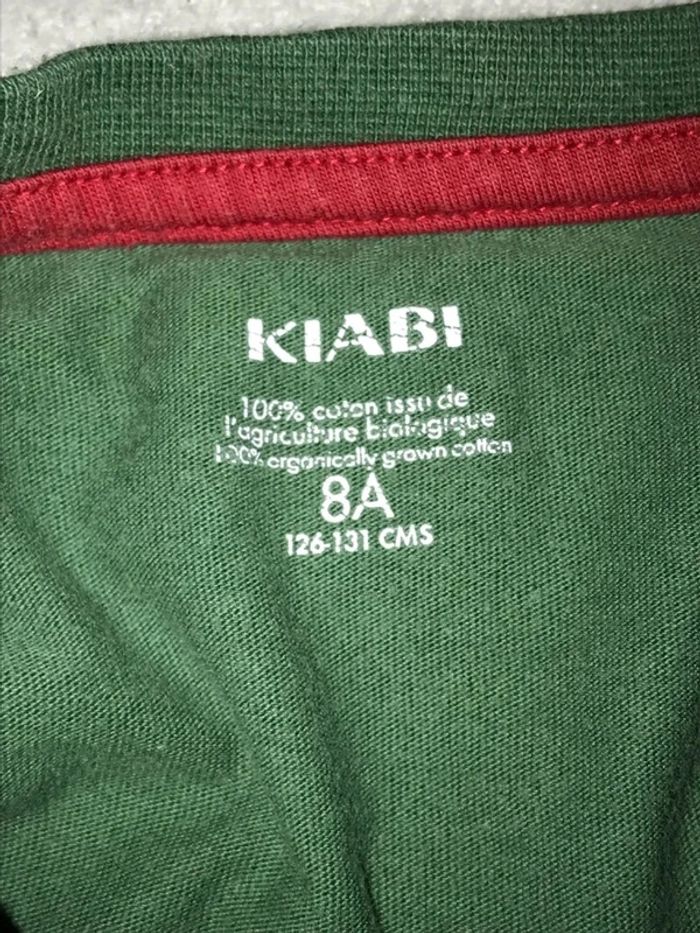 KIABI
100% coton issu de
l'agriculture biologique
100% organically grown cotton
8A
126-131 CMS